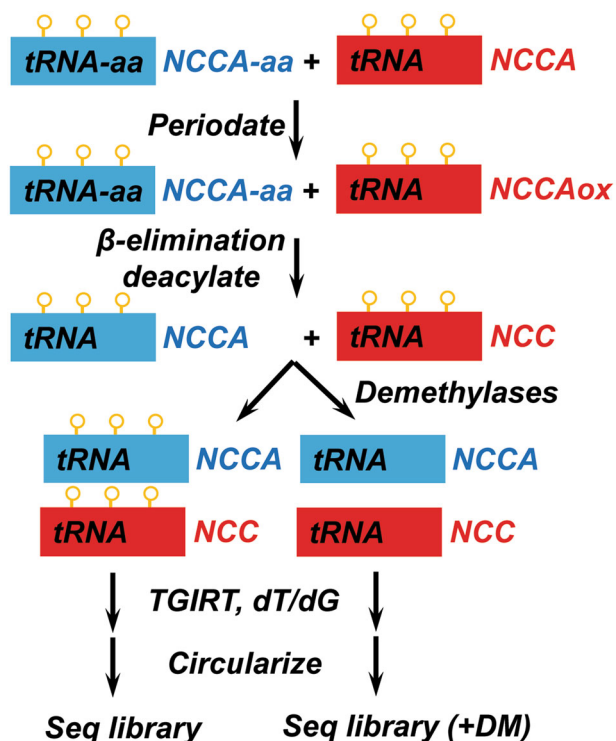 tRNA-aa NCCA-aa + tRNA NCCA
Periodate
tRNA-aa NCCA-aa + tRNA NCCAox
β-elimination
deacylate
tRNA NCCA + tRNA NCC
Demethylases
tRNA NCCA tRNA NCCA
tRNA NCC tRNA NCC
TGIRT, dT/dG
Circularize
Seq library Seq library (+DM)